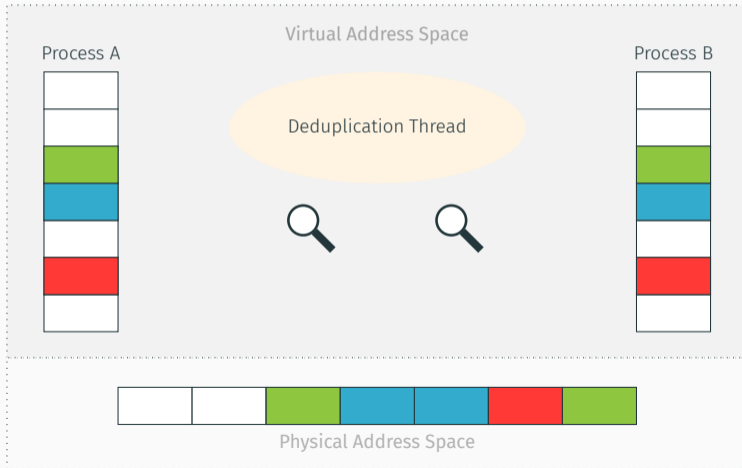 Virtual Address Space
Process A
Process B
Deduplication Thread
Physical Address Space